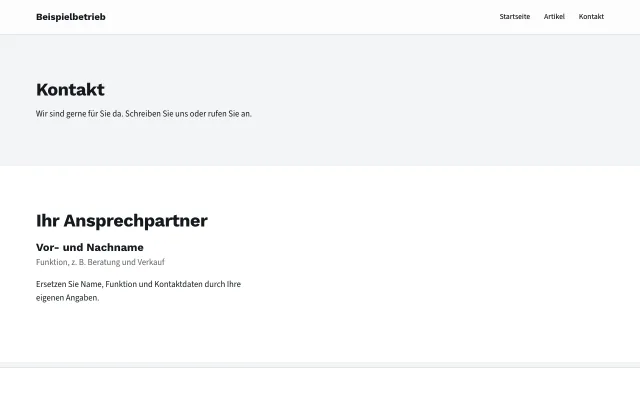 Beispielbetrieb
Startseite Artikel Kontakt
Kontakt
Wir sind gerne für Sie da. Schreiben Sie uns oder rufen Sie an.
Ihr Ansprechpartner
Vor- und Nachname
Funktion, z. B. Beratung und Verkauf
Ersetzen Sie Name, Funktion und Kontaktdaten durch Ihre
eigenen Angaben.